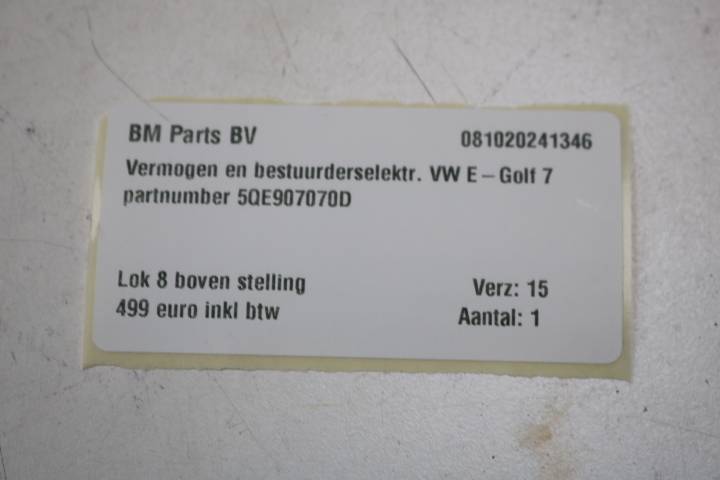 BM Parts BV 081020241346
Vermogen en bestuurderselektr. VW E-Golf 7
partnumber 5QE907070D
Lok 8 boven stelling Verz: 15
499 euro inkl btw Aantal: 1